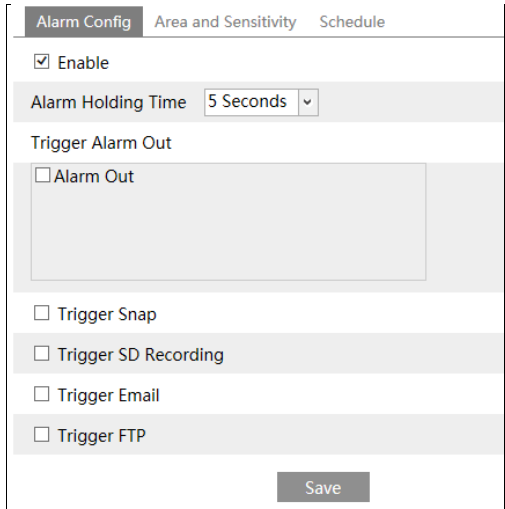 Alarm Config Area and Sensitivity Schedule
Enable
Alarm Holding Time 5 Seconds
Trigger Alarm Out
Alarm Out
Trigger Snap
Trigger SD Recording
Trigger Email
Trigger FTP
Save